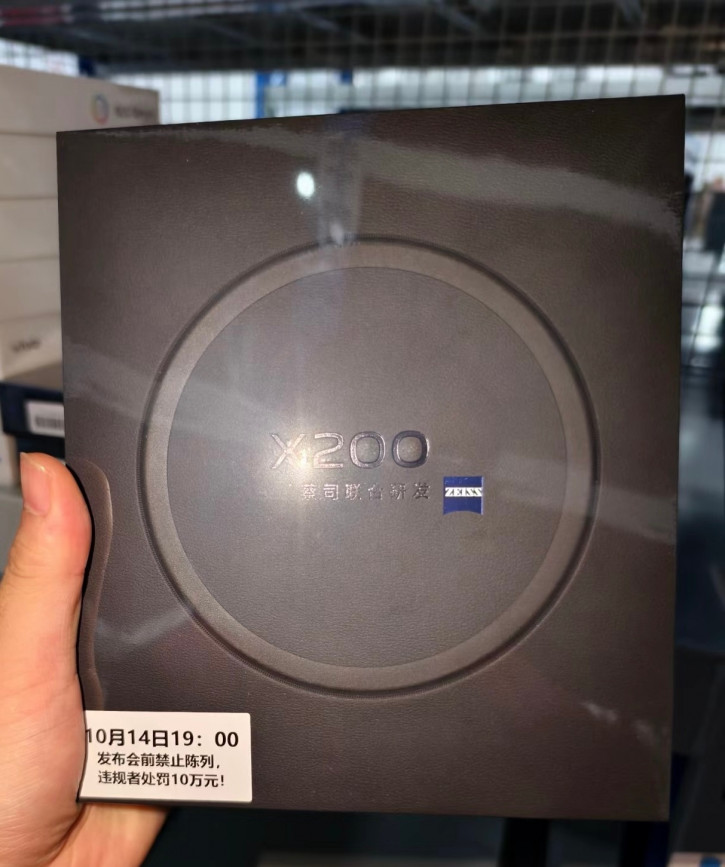 X200
蔡司联合研发
ZEISS
10月14日19：00
发布会前禁止陈列，
违规者处罚10万元！